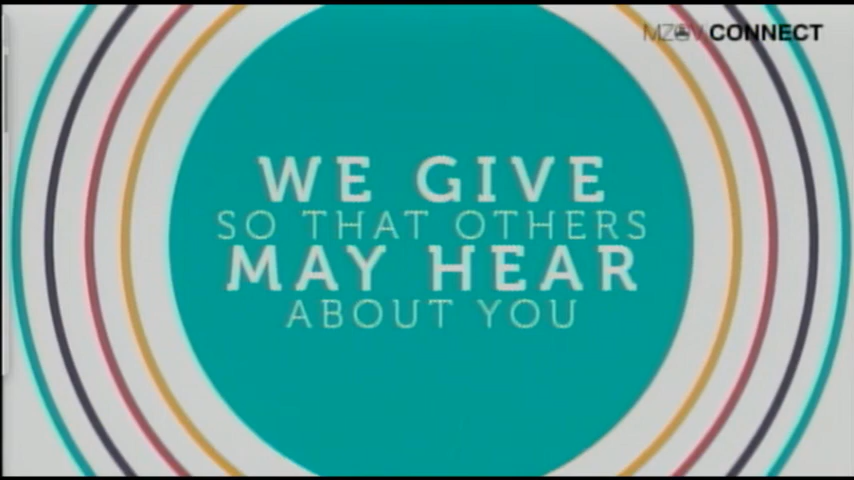 CONNECT
WE GIVE
SO THAT OTHERS
MAY HEAR
ABOUT YOU